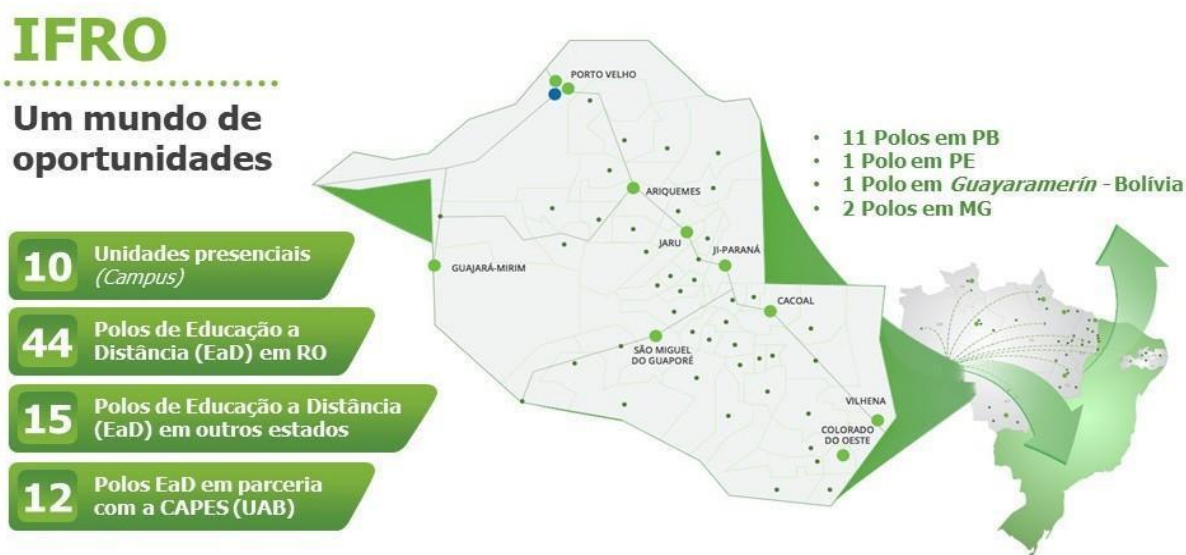 IFRO
Um mundo de
oportunidades
10
Unidades presenciais
(Campus)
44
Polos de Educação a
Distância (EaD) em RO
15
Polos de Educação a Distância
(EaD) em outros estados
12
Polos EaD em parceria
com a CAPES (UAB)
PORTO VELHO
ARIQUEMES
JARU
JI-PARANÁ
GUAJARÁ-MIRIM
CACOAL
SÃO MIGUEL
DO GUAPORÉ
VILHENA
COLORADO
DO OESTE
• 11 Polos em PB
• 1 Polo em PE
• 1 Polo em Guayaramerín - Bolívia
• 2 Polos em MG